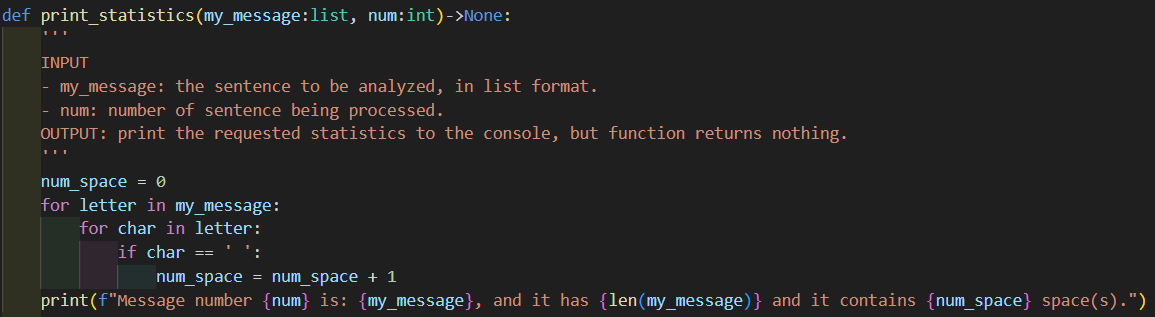 def print_statistics(my_message:list, num:int)->None:
    '''
    INPUT
    - my_message: the sentence to be analyzed, in list format.
    - num: number of sentence being processed.
    OUTPUT: print the requested statistics to the console, but function returns nothing.
    '''
    num_space = 0
    for letter in my_message:
        for char in letter:
            if char == ' ':
                num_space = num_space + 1
    print(f"Message number {num} is: {my_message}, and it has {len(my_message)} and it contains {num_space} space(s).")